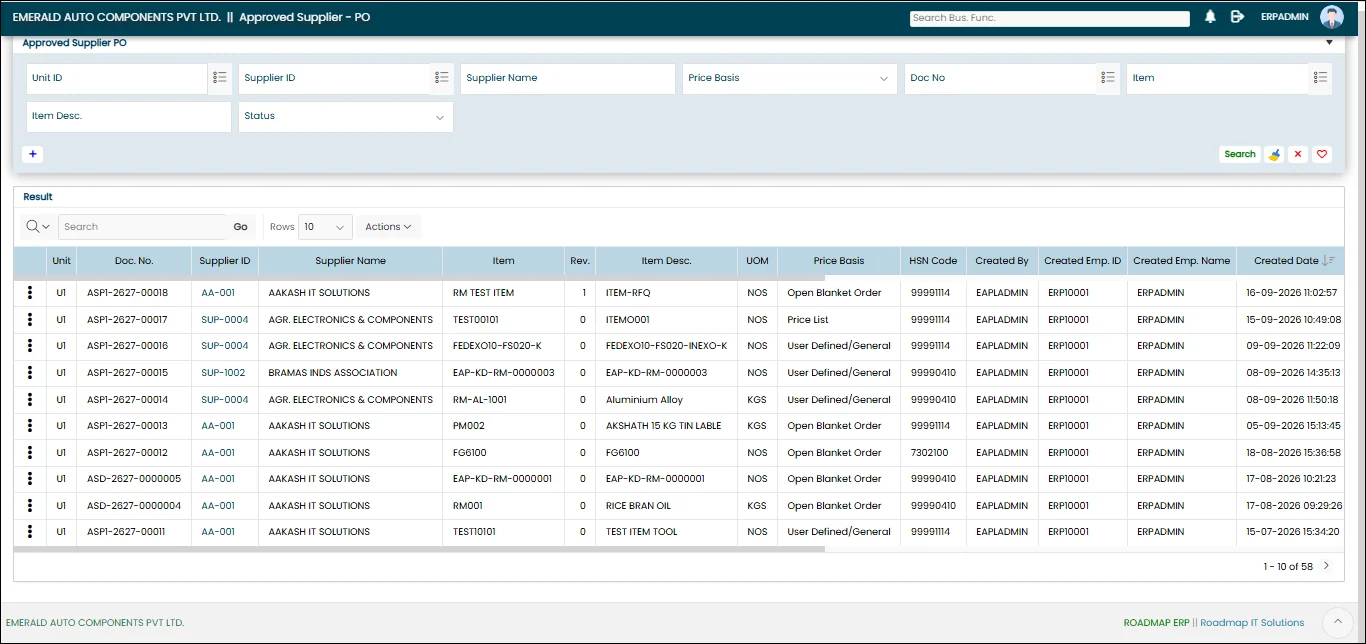 EMERALD AUTO COMPONENTS PVT LTD. || Approved Supplier - PO Search Bus. Func. ERPADMIN
Approved Supplier PO
Unit ID Supplier ID Supplier Name Price Basis Doc No Item
Item Desc. Status
+ Search
Result
Search Go Rows 10 Actions
Unit Doc. No. Supplier ID Supplier Name Item Rev. Item Desc. UOM Price Basis HSN Code Created By Created Emp. ID Created Emp. Name Created Date
U1 ASP1-2627-00018 AA-001 AAKASH IT SOLUTIONS RM TEST ITEM 1 ITEM-RFQ NOS Open Blanket Order 99991114 EAPLADMIN ERP10001 ERPADMIN 16-09-2026 11:02:57
U1 ASP1-2627-00017 SUP-0004 AGR. ELECTRONICS & COMPONENTS TEST00101 0 ITEMO001 NOS Price List 99991114 EAPLADMIN ERP10001 ERPADMIN 15-09-2026 10:49:08
U1 ASP1-2627-00016 SUP-0004 AGR. ELECTRONICS & COMPONENTS FEDEXO10-FS020-K 0 FEDEXO10-FS020-INEXO-K NOS User Defined/General 99991114 EAPLADMIN ERP10001 ERPADMIN 09-09-2026 11:22:09
U1 ASP1-2627-00015 SUP-1002 BRAMAS INDS ASSOCIATION EAP-KD-RM-0000003 0 EAP-KD-RM-0000003 NOS User Defined/General 99990410 EAPLADMIN ERP10001 ERPADMIN 08-09-2026 14:35:13
U1 ASP1-2627-00014 SUP-0004 AGR. ELECTRONICS & COMPONENTS RM-AL-1001 0 Aluminium Alloy KGS User Defined/General 99990410 EAPLADMIN ERP10001 ERPADMIN 08-09-2026 11:50:18
U1 ASP1-2627-00013 AA-001 AAKASH IT SOLUTIONS PM002 0 AKSHATH 15 KG TIN LABLE KGS Open Blanket Order 99991114 EAPLADMIN ERP10001 ERPADMIN 05-09-2026 15:13:45
U1 ASP1-2627-00012 AA-001 AAKASH IT SOLUTIONS FG6100 0 FG6100 NOS Open Blanket Order 7302100 EAPLADMIN ERP10001 ERPADMIN 18-08-2026 15:36:58
U1 ASD-2627-0000005 AA-001 AAKASH IT SOLUTIONS EAP-KD-RM-0000001 0 EAP-KD-RM-0000001 NOS Open Blanket Order 99990410 EAPLADMIN ERP10001 ERPADMIN 17-08-2026 10:21:23
U1 ASD-2627-0000004 AA-001 AAKASH IT SOLUTIONS RM001 0 RICE BRAN OIL KGS Open Blanket Order 99990410 EAPLADMIN ERP10001 ERPADMIN 17-08-2026 09:29:26
U1 ASP1-2627-00011 AA-001 AAKASH IT SOLUTIONS TEST10101 0 TEST ITEM TOOL NOS User Defined/General 99991114 EAPLADMIN ERP10001 ERPADMIN 15-07-2026 15:34:20
1 - 10 of 58
EMERALD AUTO COMPONENTS PVT LTD. ROADMAP ERP || Roadmap IT Solutions